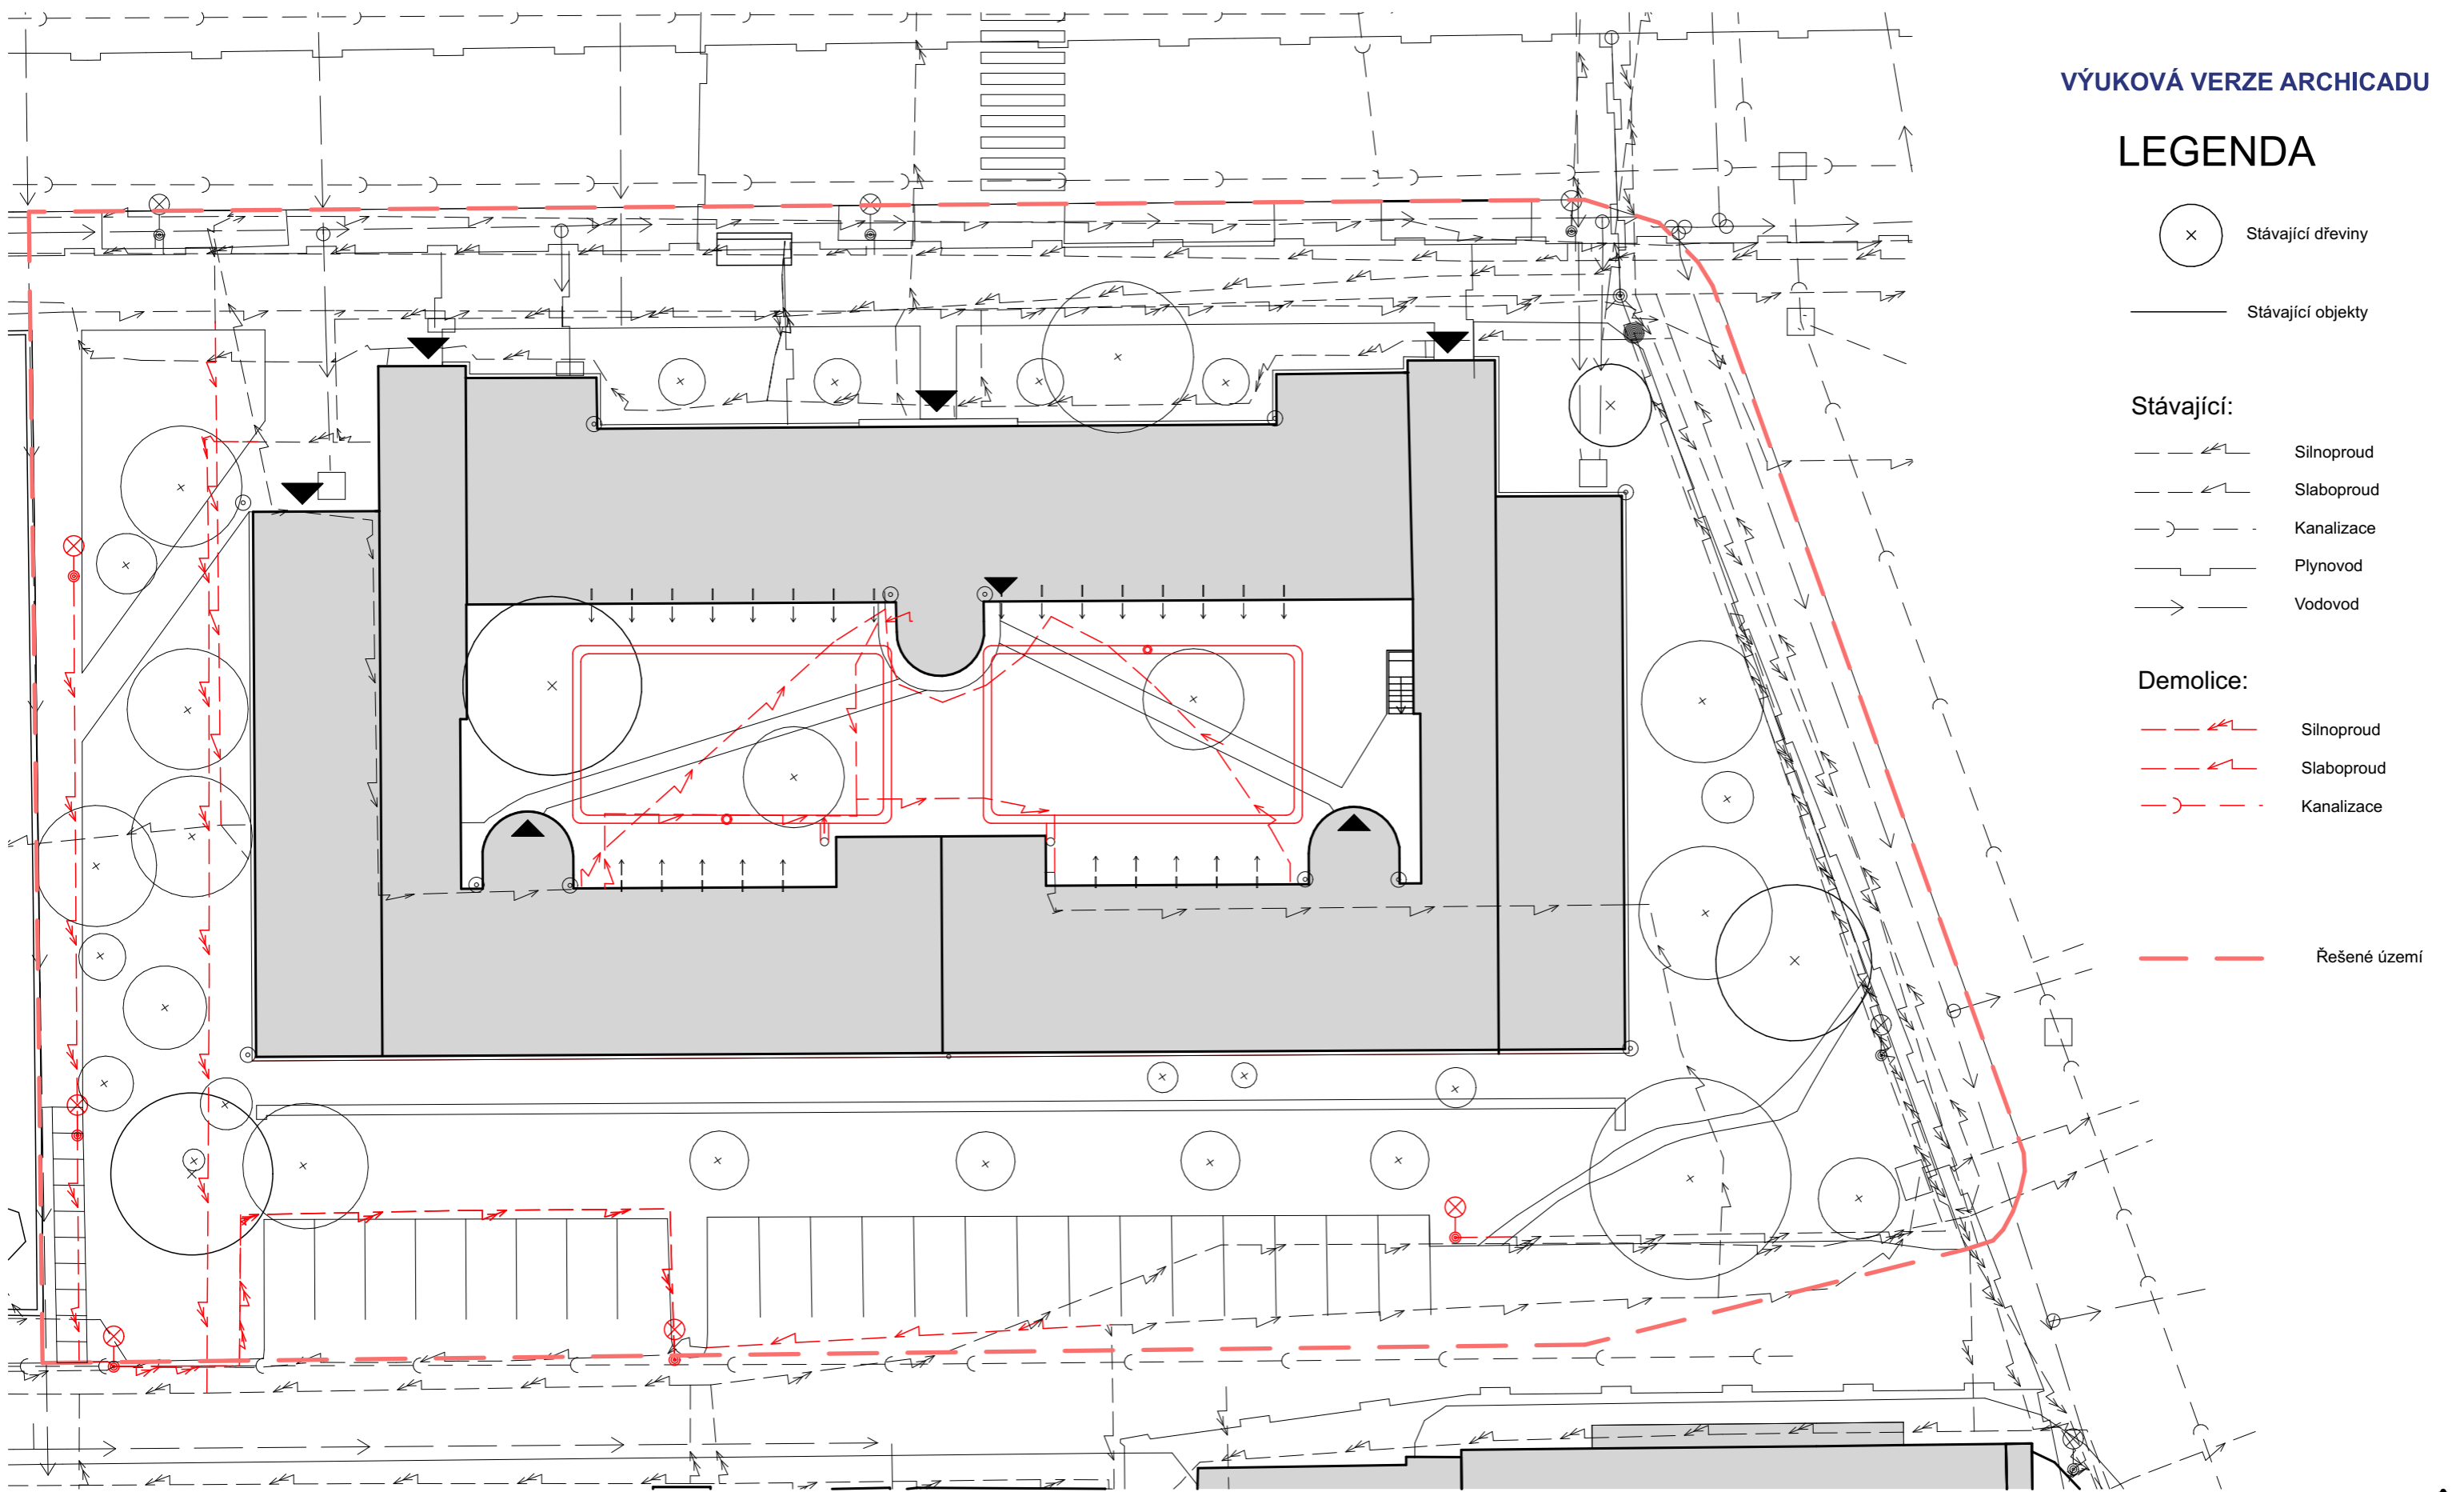 VÝUKOVÁ VERZE ARCHICADU
LEGENDA
Stávající dřeviny
Stávající objekty
Stávající:
Silnoproud
Slaboproud
Kanalizace
Plynovod
Vodovod
Demolice:
Silnoproud
Slaboproud
Kanalizace
Řešené území